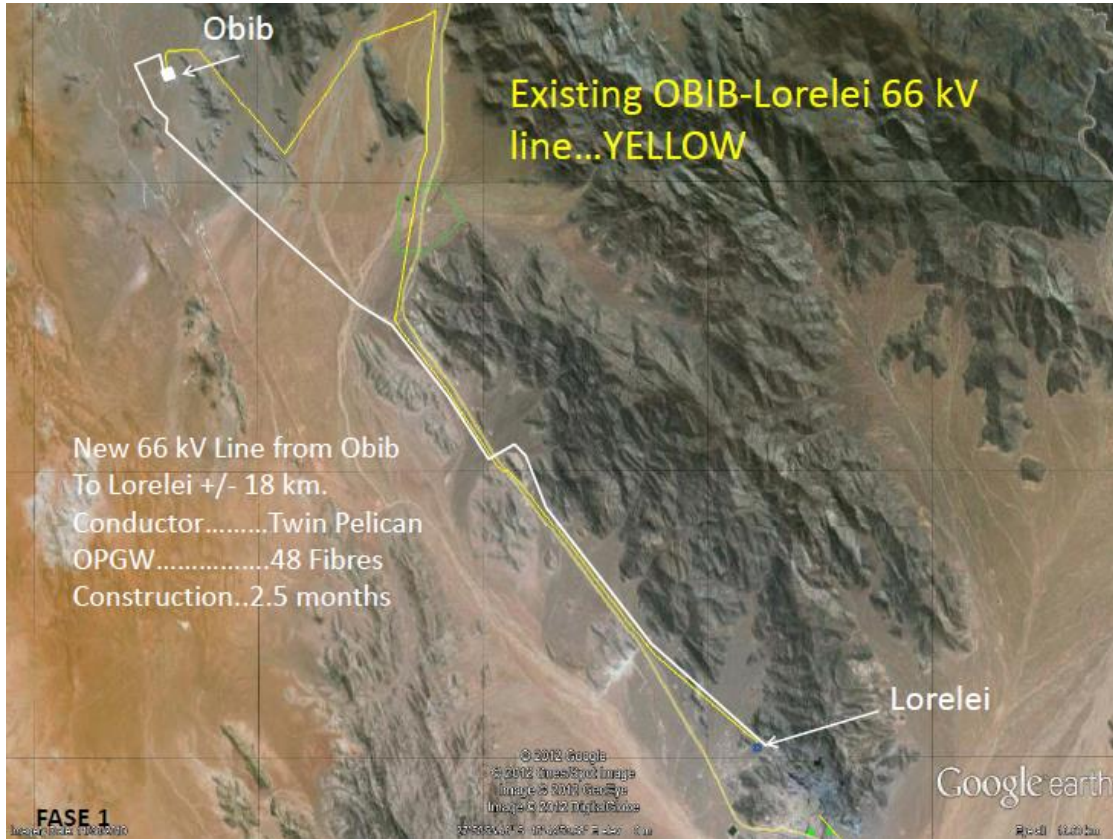 Obib
Existing OBIB-Lorelei 66 kV
line...YELLOW
New 66 kV Line from Obib
To Lorelei +/- 18 km.
Conductor.........Twin Pelican
OPGW...............48 Fibres
Construction..2.5 months
Lorelei
© 2012 Google
© 2012 Cnes/Spot Image
Image © 2012 GeoEye
Image © 2012 DigitalGlobe
Google earth
FASE 1